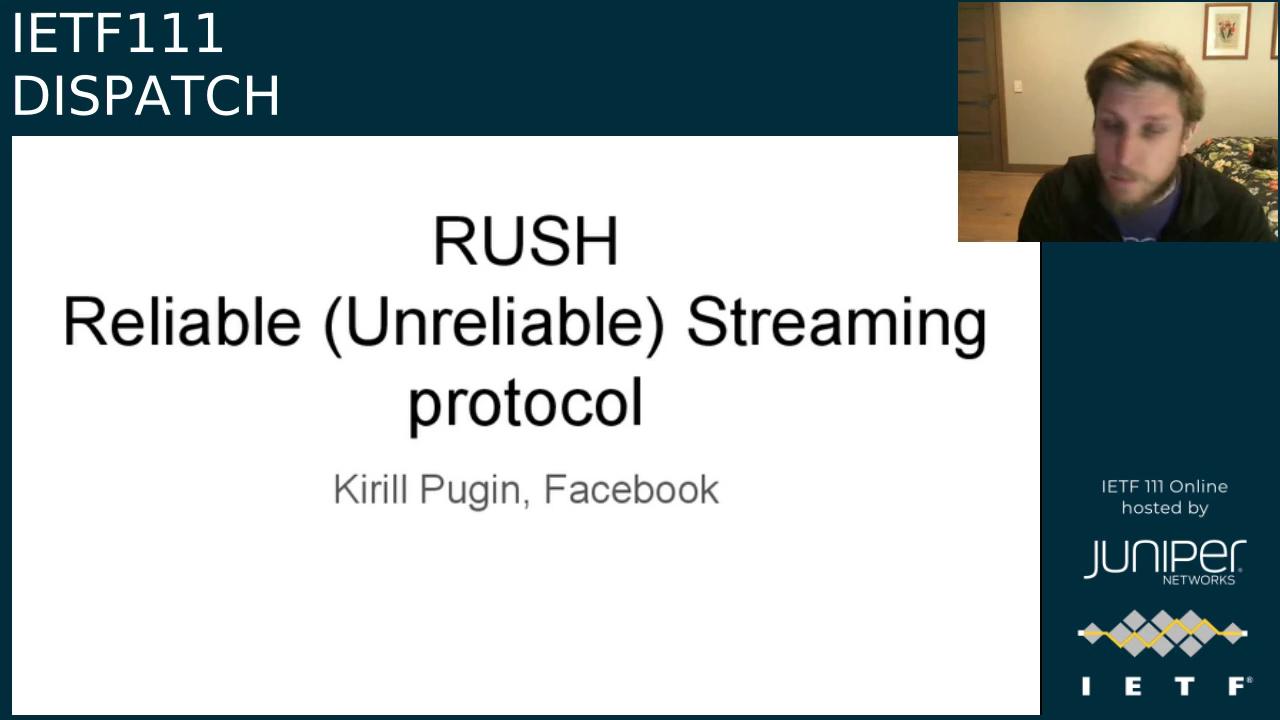 IETF111
DISPATCH
RUSH
Reliable (Unreliable) Streaming
protocol
Kirill Pugin, Facebook
IETF 111 Online
hosted by
JUNIPER
NETWORKS
I E T F®